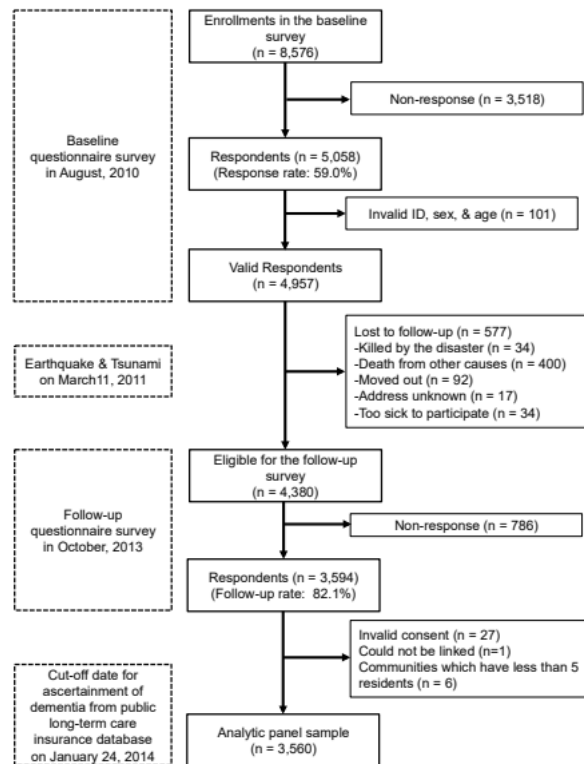 Enrollments in the baseline
survey
(n = 8,576)
Non-response (n = 3,518)
Baseline
questionnaire survey
in August, 2010
Respondents (n = 5,058)
(Response rate: 59.0%)
Invalid ID, sex, & age (n = 101)
Valid Respondents
(n = 4,957)
Earthquake & Tsunami
on March11, 2011
Lost to follow-up (n = 577)
-Killed by the disaster (n = 34)
-Death from other causes (n = 400)
-Moved out (n = 92)
-Address unknown (n = 17)
-Too sick to participate (n = 34)
Eligible for the follow-up
survey
(n = 4,380)
Follow-up
questionnaire survey
in October, 2013
Non-response (n = 786)
Respondents (n = 3,594)
(Follow-up rate: 82.1%)
Invalid consent (n = 27)
Could not be linked (n=1)
Communities which have less than 5
residents (n = 6)
Cut-off date for
ascertainment of
dementia from public
long-term care
insurance database
on January 24, 2014
Analytic panel sample
(n = 3,560)